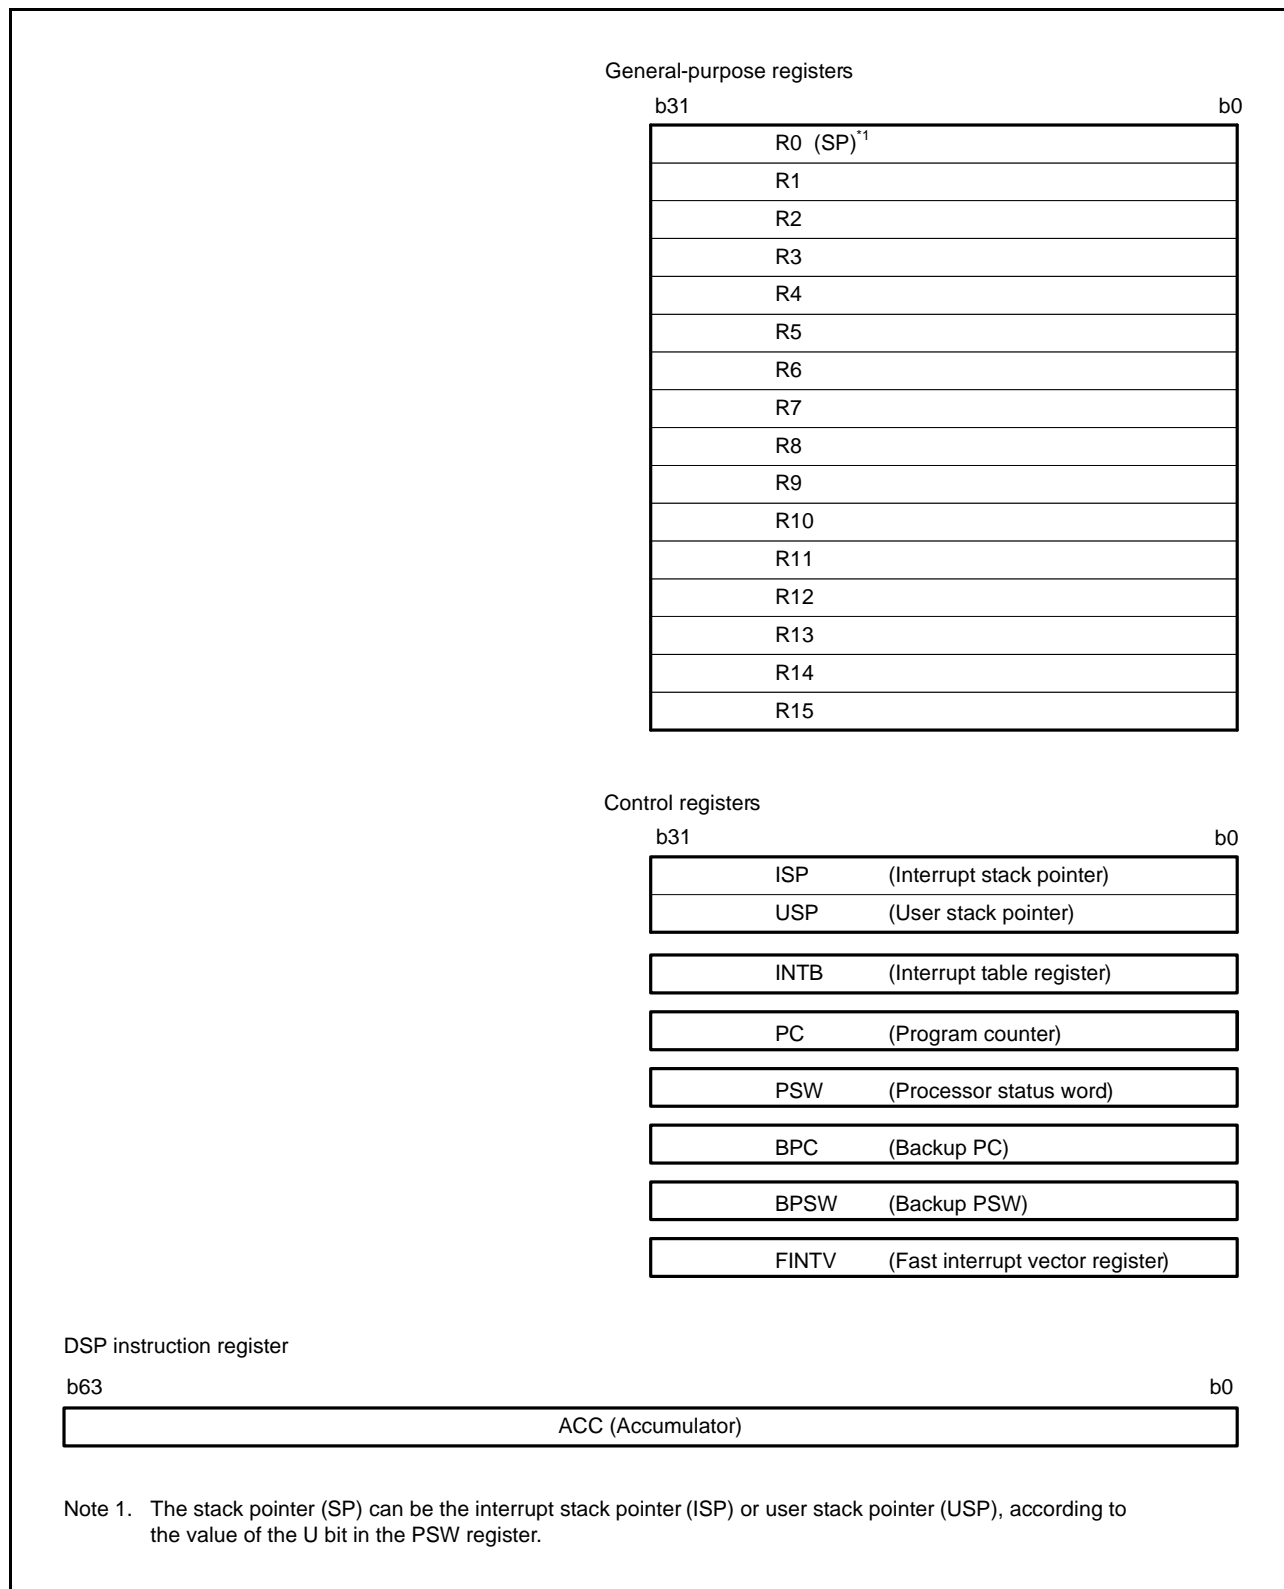 General-purpose registers
b31 b0
R0 (SP)*1
R1
R2
R3
R4
R5
R6
R7
R8
R9
R10
R11
R12
R13
R14
R15
Control registers
b31 b0
ISP (Interrupt stack pointer)
USP (User stack pointer)
INTB (Interrupt table register)
PC (Program counter)
PSW (Processor status word)
BPC (Backup PC)
BPSW (Backup PSW)
FINTV (Fast interrupt vector register)
DSP instruction register
b63 b0
ACC (Accumulator)
Note 1. The stack pointer (SP) can be the interrupt stack pointer (ISP) or user stack pointer (USP), according to
the value of the U bit in the PSW register.